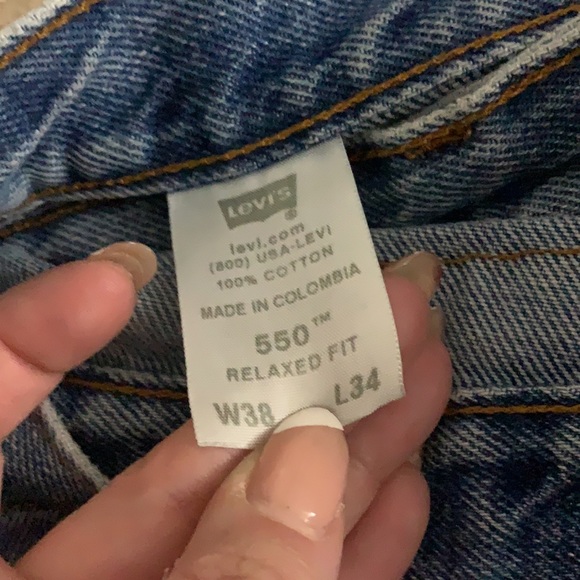 Levi's
®
levi.com
(800) USA-LEVI
100% COTTON
MADE IN COLOMBIA
550™
RELAXED FIT
W38 L34